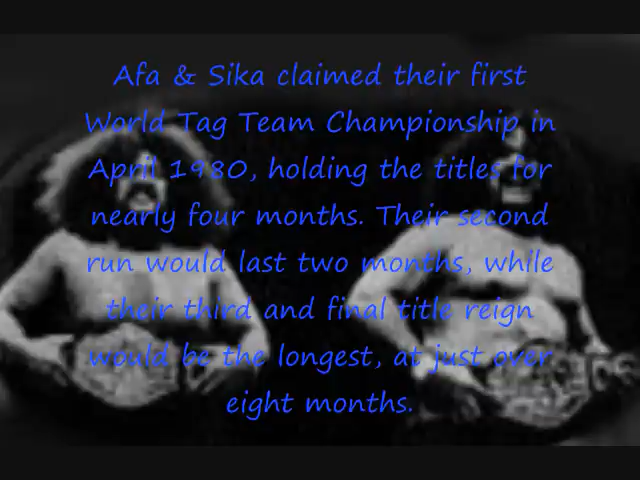 Afa & Sika claimed their first
World Tag Team Championship in
April 1980, holding the titles for
nearly four months. Their second
run would last two months, while
their third and final title reign
would be the longest, at just over
eight months.